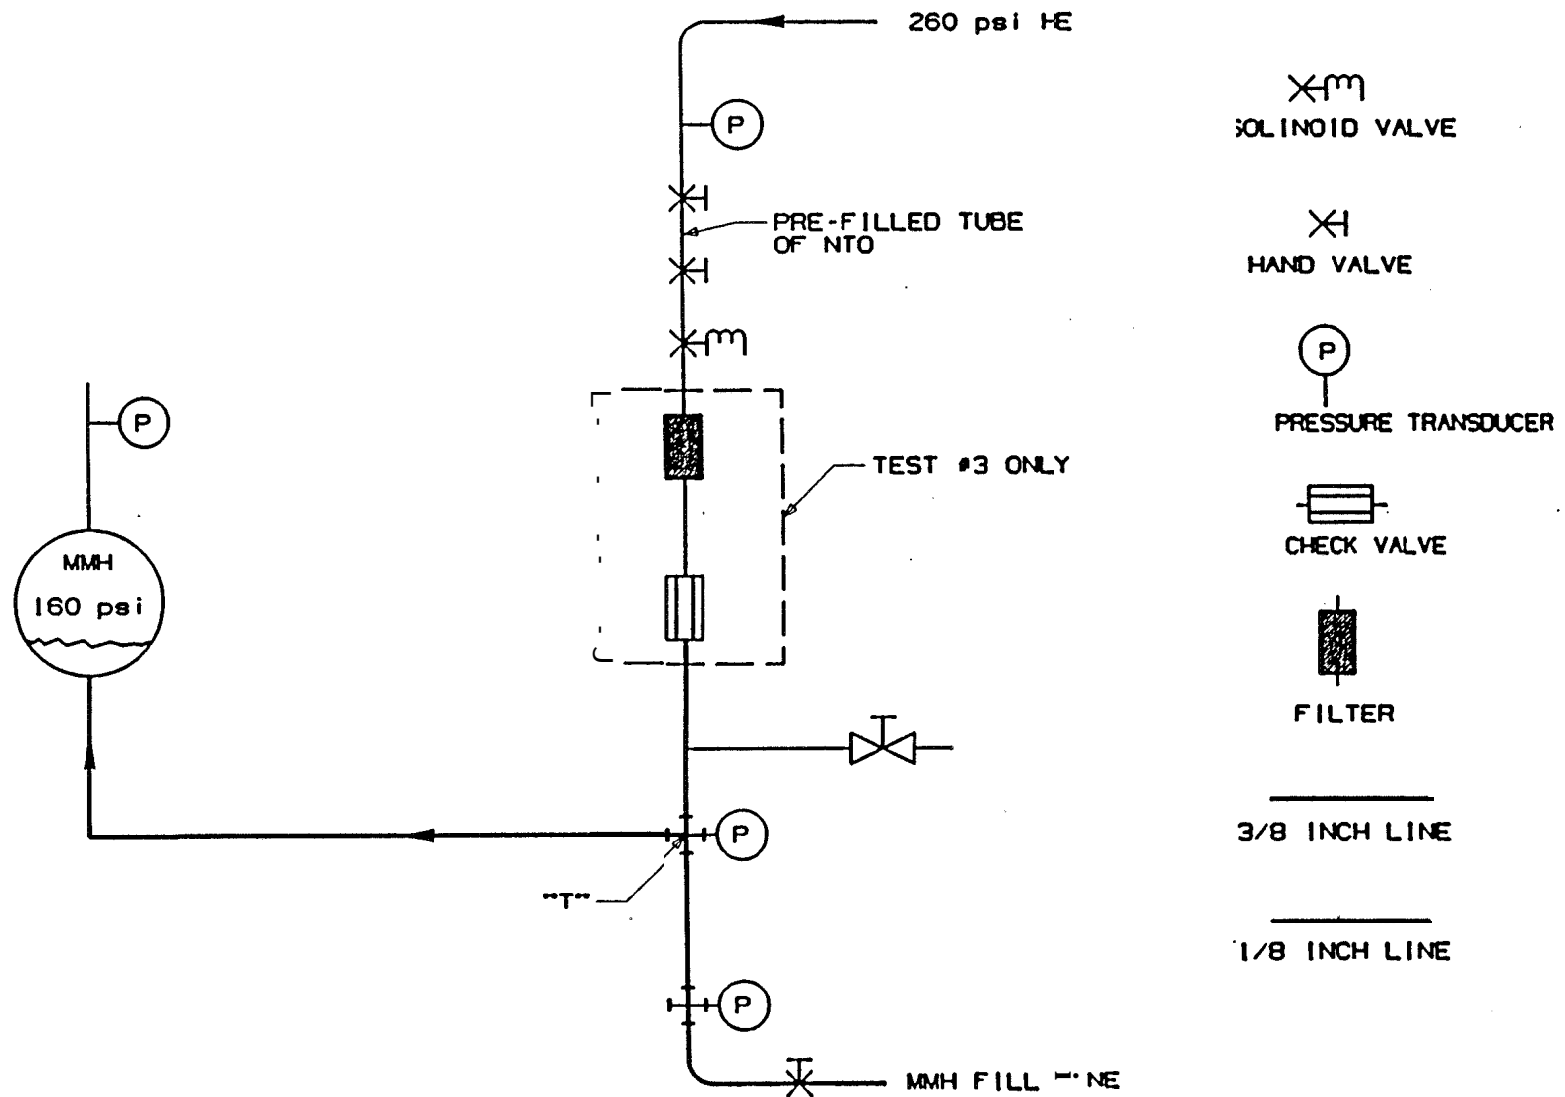 260 psi HE
P
PRE-FILLED TUBE
OF NTO
P
TEST #3 ONLY
MMH
160 psi
P
"T"
P
MMH FILL
SOLINOID VALVE
HAND VALVE
P
PRESSURE TRANSDUCER
CHECK VALVE
FILTER
3/8 INCH LINE
1/8 INCH LINE